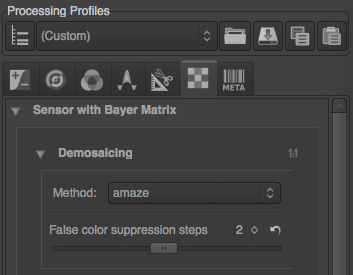 Processing Profiles
(Custom)
META
Sensor with Bayer Matrix
Demosaicing 1:1
Method: amaze
False color suppression steps 2